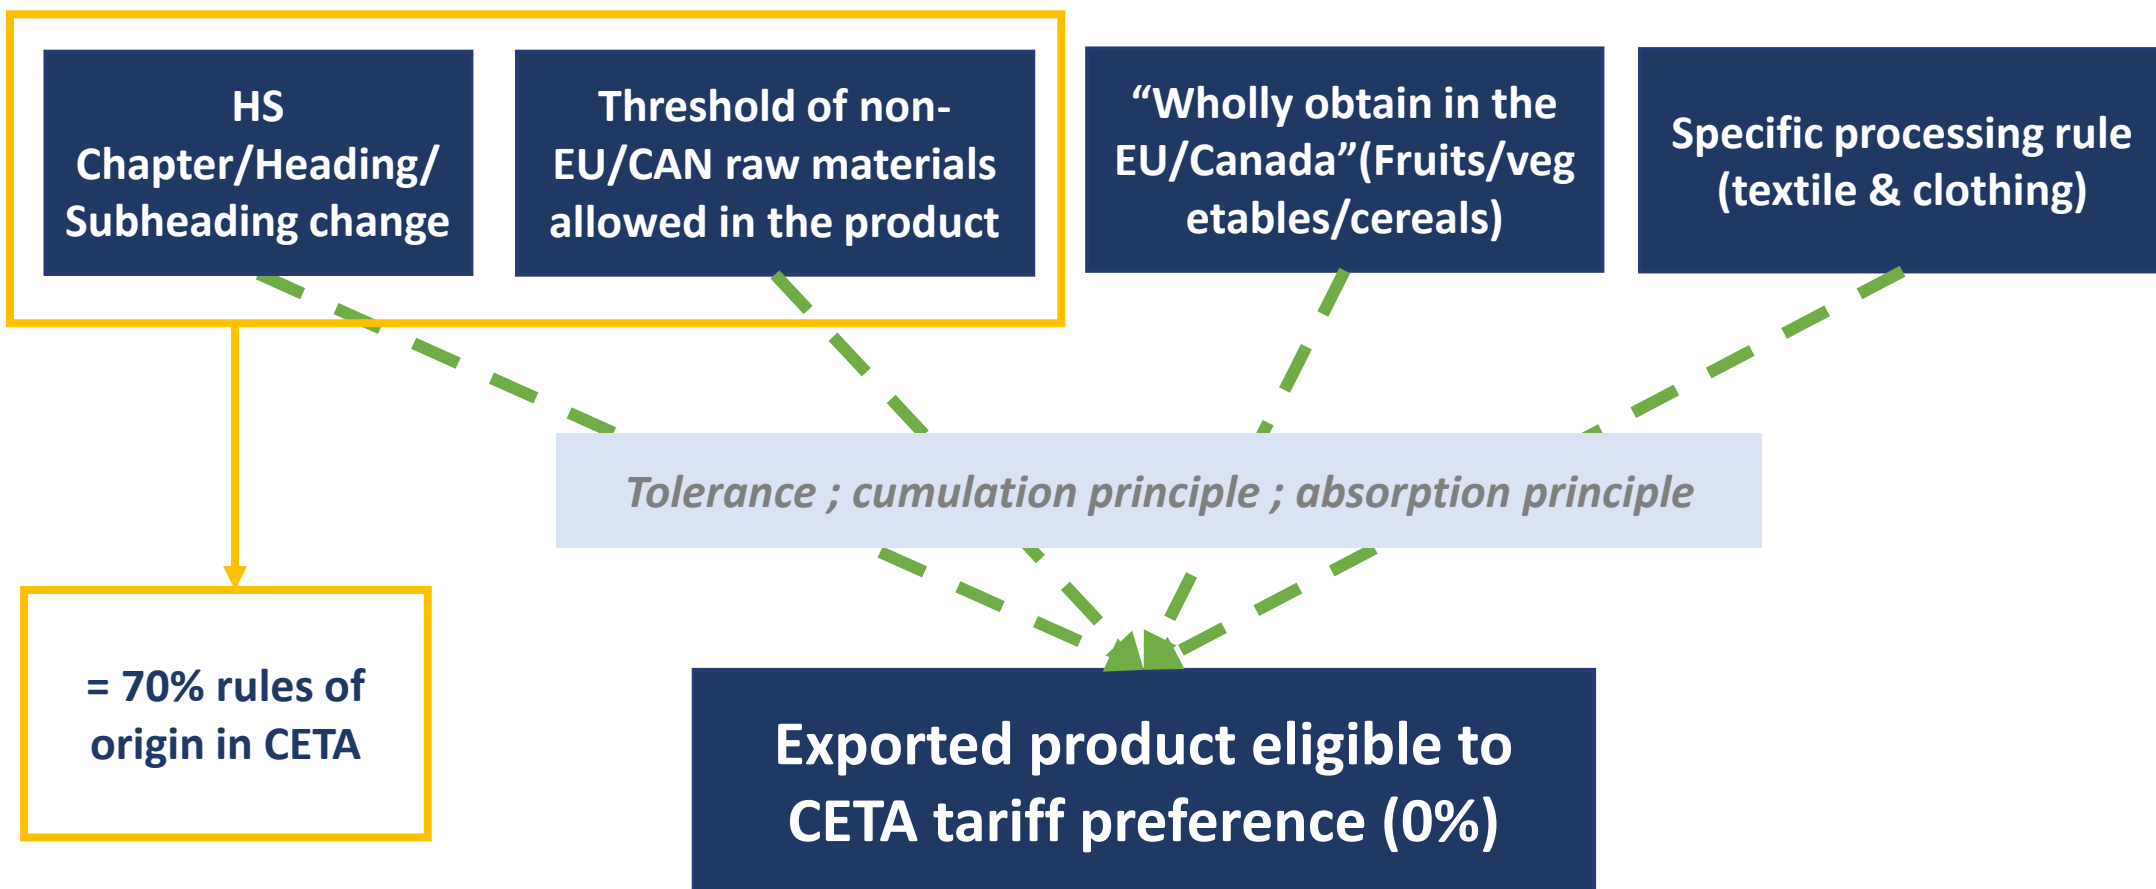 HS
Chapter/Heading/
Subheading change
Threshold of non-
EU/CAN raw materials
allowed in the product
“Wholly obtain in the
EU/Canada”(Fruits/veg
etables/cereals)
Specific processing rule
(textile & clothing)
Tolerance ; cumulation principle ; absorption principle
= 70% rules of
origin in CETA
Exported product eligible to
CETA tariff preference (0%)